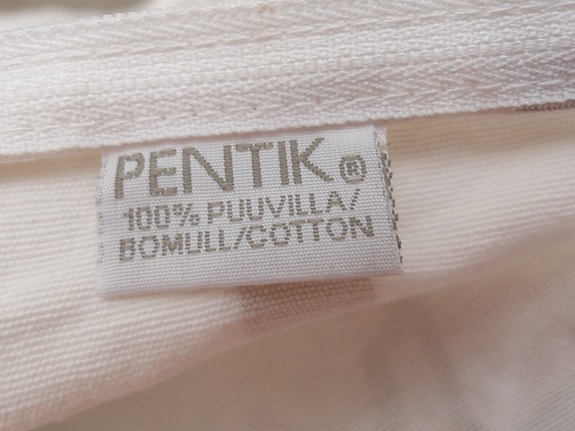 PENTIK ®
100% PUUVILLA/
BOMULL/COTTON